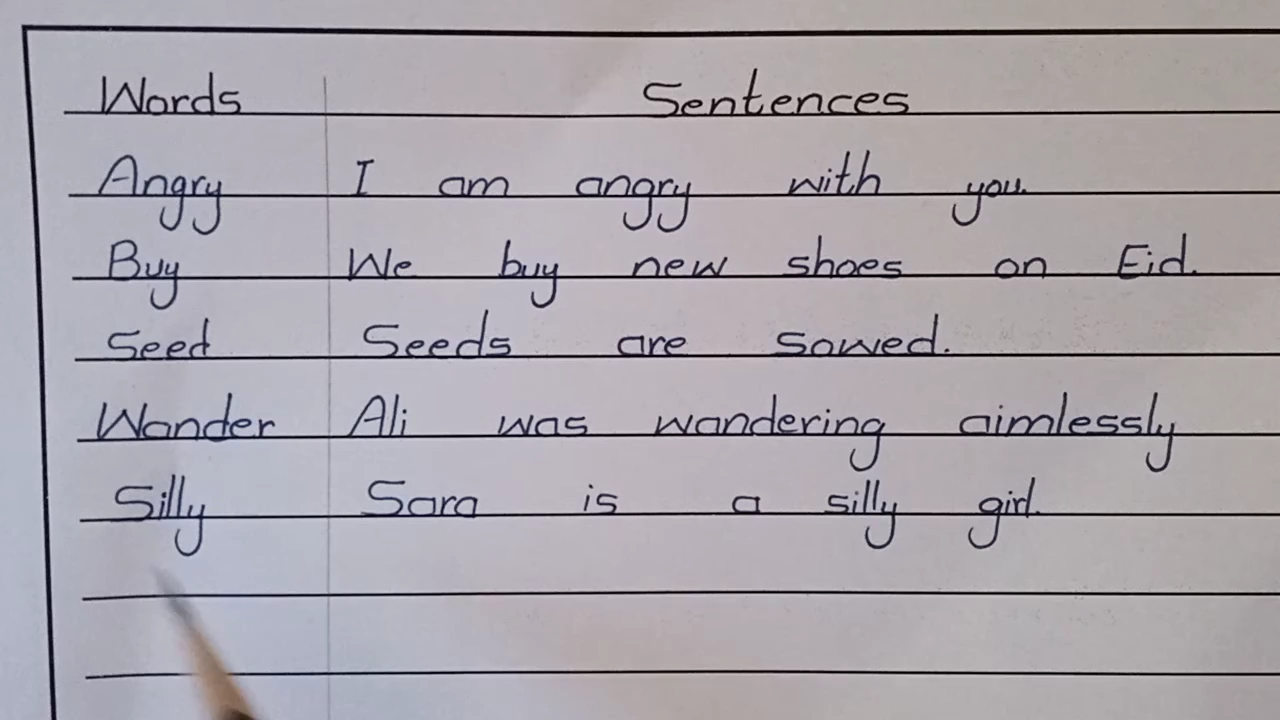 Words Sentences
Angry I am angry with you.
Buy We buy new shoes on Eid.
Seed Seeds are sowed.
Wander Ali was wandering aimlessly
Silly Sara is a silly girl.